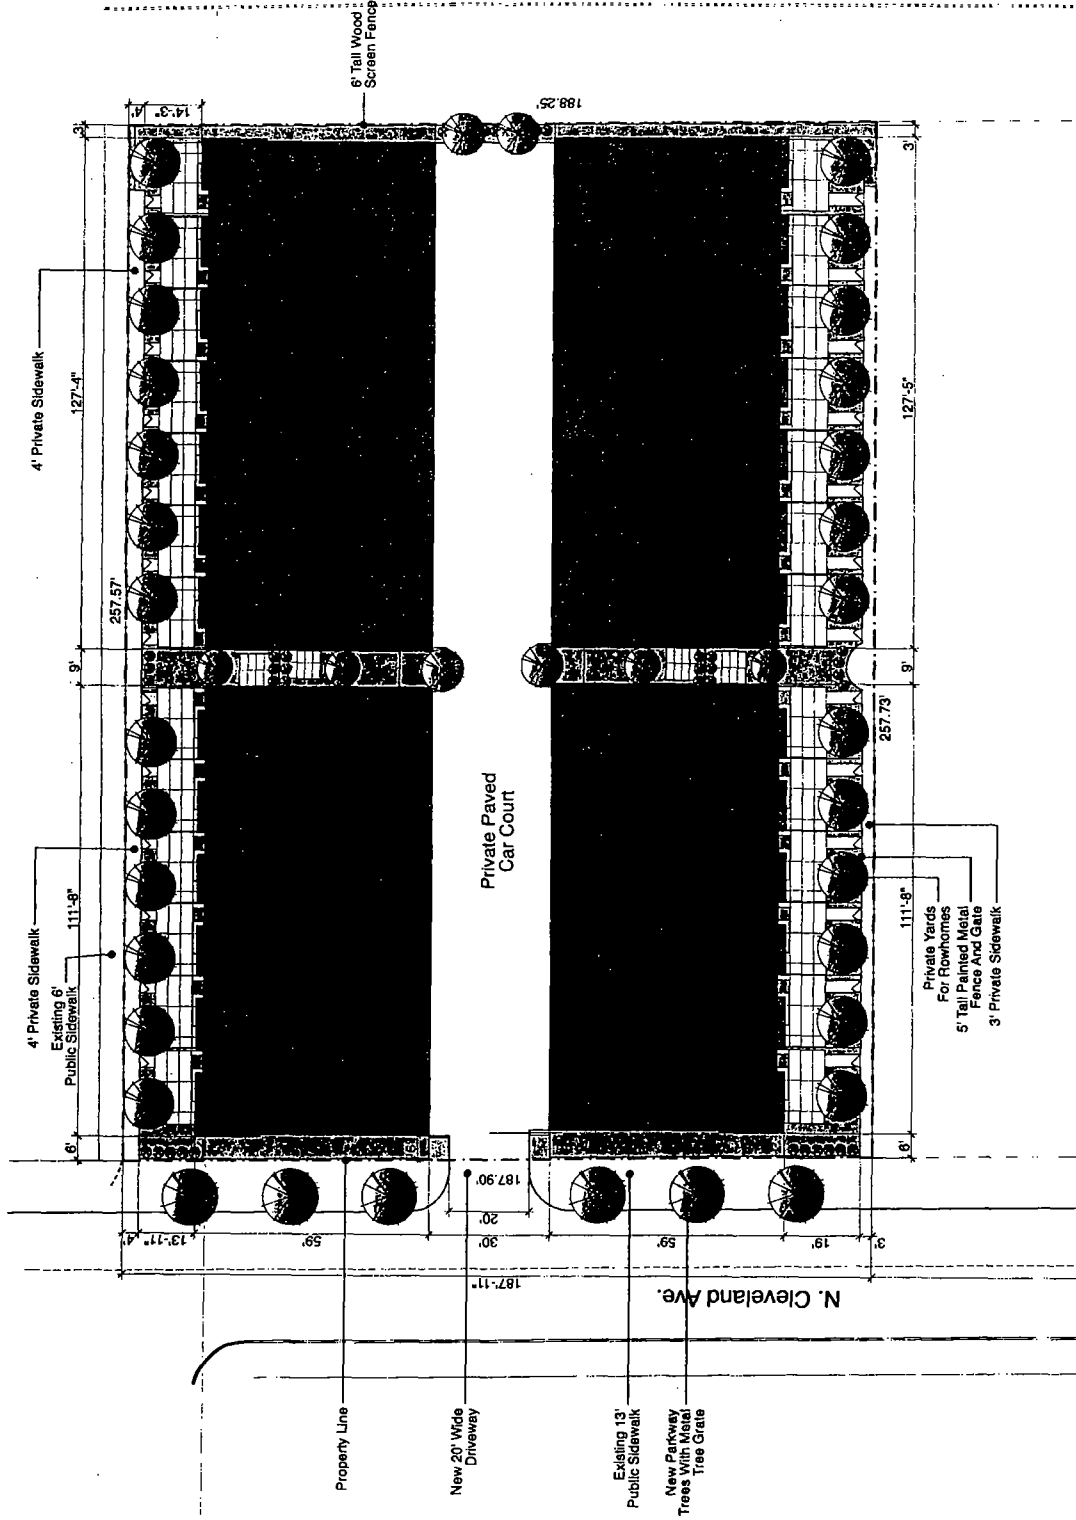 6' Tall Wood
Screen Fence
188.25'
4'
14'-3"
3'
3'
4' Private Sidewalk
127'-4"
127'-5"
257.57'
9'
9'
257.73'
Private Paved
Car Court
4' Private Sidewalk
Existing 6'
Public Sidewalk
111'-8"
111'-8"
Private Yards
For Rowhomes
5' Tall Painted Metal
Fence And Gate
3' Private Sidewalk
6'
6'
187.90'
20'
4'
13'-11"
59'
30'
59'
19'
3'
187'-11"
N. Cleveland Ave.
Property Line
New 20' Wide
Driveway
Existing 13'
Public Sidewalk
New Parkway
Trees With Metal
Tree Grate